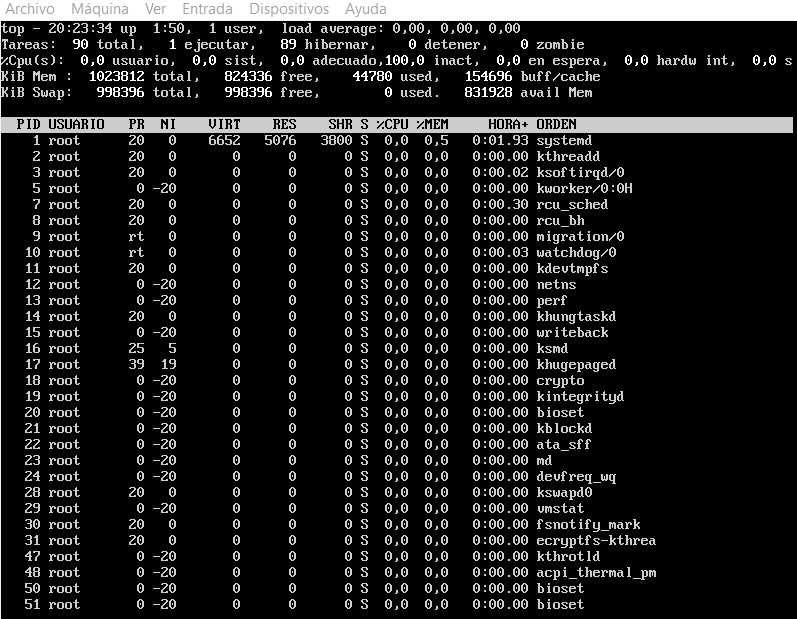 Archivo Máquina Ver Entrada Dispositivos Ayuda
top - 20:23:34 up  1:50,  1 user,  load average: 0,00, 0,00, 0,00
Tareas:  90 total,   1 ejecutar,  89 hibernar,   0 detener,   0 zombie
%Cpu(s):  0,0 usuario,  0,0 sist,  0,0 adecuado,100,0 inact,  0,0 en espera,  0,0 hardw int,  0,0 s
KiB Mem :  1023812 total,   824336 free,    44780 used,   154696 buff/cache
KiB Swap:   998396 total,   998396 free,        0 used.   831928 avail Mem
PID USUARIO   PR  NI    VIRT    RES    SHR S %CPU %MEM     HORA+ ORDEN
1 root      20   0    6652   5076   3800 S  0,0  0,5   0:01.93 systemd
2 root      20   0       0      0      0 S  0,0  0,0   0:00.00 kthreadd
3 root      20   0       0      0      0 S  0,0  0,0   0:00.02 ksoftirqd/0
5 root       0 -20       0      0      0 S  0,0  0,0   0:00.00 kworker/0:0H
7 root      20   0       0      0      0 S  0,0  0,0   0:00.30 rcu_sched
8 root      20   0       0      0      0 S  0,0  0,0   0:00.00 rcu_bh
9 root      rt   0       0      0      0 S  0,0  0,0   0:00.00 migration/0
10 root      rt   0       0      0      0 S  0,0  0,0   0:00.03 watchdog/0
11 root      20   0       0      0      0 S  0,0  0,0   0:00.00 kdevtmpfs
12 root       0 -20       0      0      0 S  0,0  0,0   0:00.00 netns
13 root       0 -20       0      0      0 S  0,0  0,0   0:00.00 perf
14 root      20   0       0      0      0 S  0,0  0,0   0:00.00 khungtaskd
15 root       0 -20       0      0      0 S  0,0  0,0   0:00.00 writeback
16 root      25   5       0      0      0 S  0,0  0,0   0:00.00 ksmd
17 root      39  19       0      0      0 S  0,0  0,0   0:00.00 khugepaged
18 root       0 -20       0      0      0 S  0,0  0,0   0:00.00 crypto
19 root       0 -20       0      0      0 S  0,0  0,0   0:00.00 kintegrityd
20 root       0 -20       0      0      0 S  0,0  0,0   0:00.00 bioset
21 root       0 -20       0      0      0 S  0,0  0,0   0:00.00 kblockd
22 root       0 -20       0      0      0 S  0,0  0,0   0:00.00 ata_sff
23 root       0 -20       0      0      0 S  0,0  0,0   0:00.00 md
24 root       0 -20       0      0      0 S  0,0  0,0   0:00.00 devfreq_wq
28 root      20   0       0      0      0 S  0,0  0,0   0:00.00 kswapd0
29 root       0 -20       0      0      0 S  0,0  0,0   0:00.00 vmstat
30 root      20   0       0      0      0 S  0,0  0,0   0:00.00 fsnotify_mark
31 root      20   0       0      0      0 S  0,0  0,0   0:00.00 ecryptfs-kthrea
47 root       0 -20       0      0      0 S  0,0  0,0   0:00.00 kthrotld
48 root       0 -20       0      0      0 S  0,0  0,0   0:00.00 acpi_thermal_pm
50 root       0 -20       0      0      0 S  0,0  0,0   0:00.00 bioset
51 root       0 -20       0      0      0 S  0,0  0,0   0:00.00 bioset